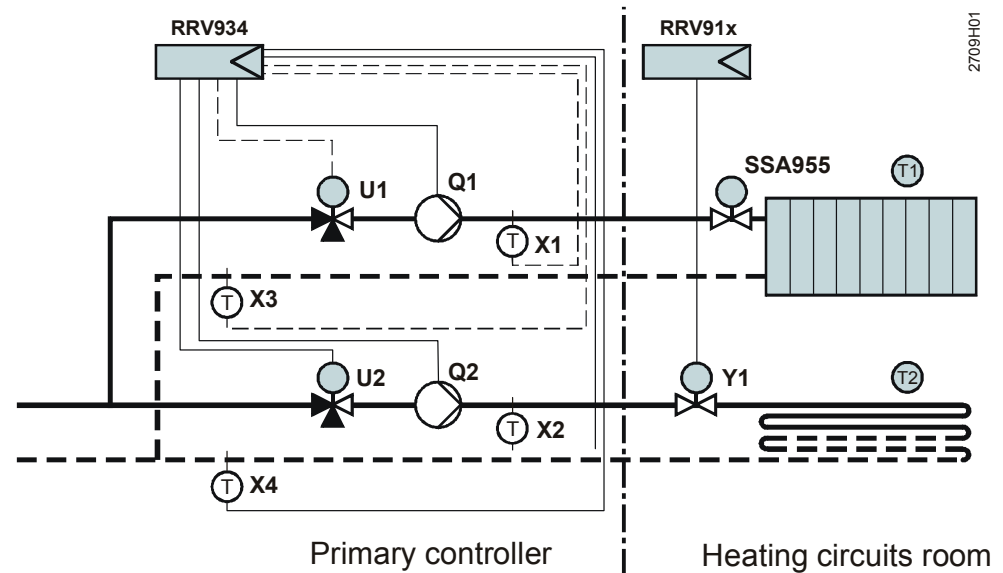 RRV934
RRV91x
2709H01
SSA955
T1
U1
Q1
T
X1
T
X3
U2
Q2
Y1
T2
T
X2
T
X4
Primary controller
Heating circuits room